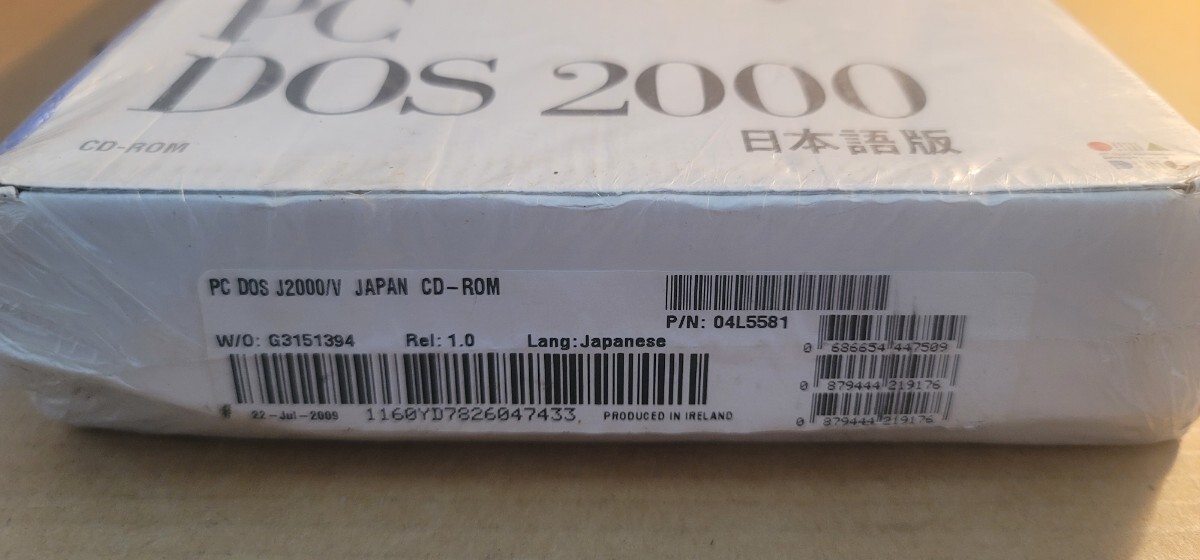 PC
DOS 2000
日本語版
CD-ROM
PC DOS J2000/V JAPAN CD-ROM
P/N: 04L5581
W/O: G3151394 Rel: 1.0 Lang: Japanese
0 686654 447509
0 879444 219176
0 879444 219176
22-Jul-2009 1160YD7826047433. PRODUCED IN IRELAND